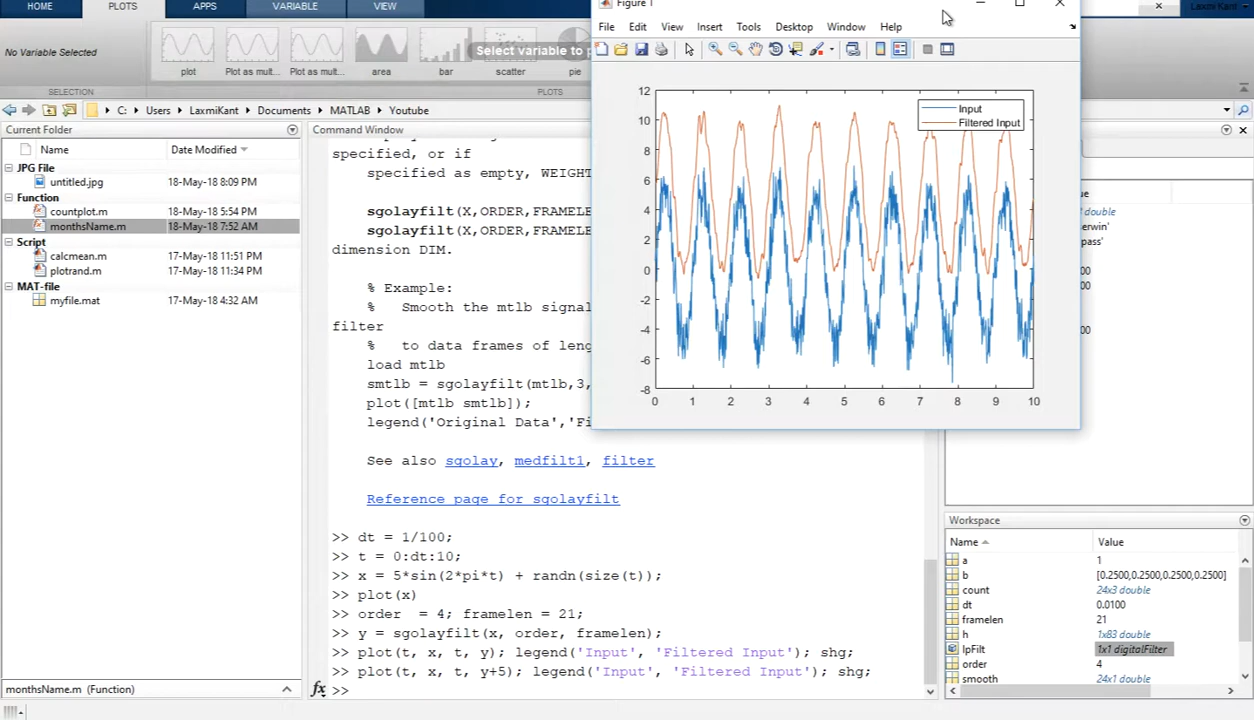 HOME PLOTS APPS VARIABLE VIEW
Laxmi Kant
No Variable Selected
plot Plot as mult... Plot as mult... area bar scatter pie
Select variable to
SELECTION PLOTS
C: Users LaxmiKant Documents MATLAB Youtube
Current Folder
Name Date Modified
JPG File
untitled.jpg 18-May-18 8:09 PM
Function
countplot.m 18-May-18 5:54 PM
monthsName.m 18-May-18 7:52 AM
Script
calcmean.m 17-May-18 11:51 PM
plotrand.m 17-May-18 11:34 PM
MAT-file
myfile.mat 17-May-18 4:32 AM
monthsName.m (Function)
Command Window
specified, or if
specified as empty, WEIGHT
sgolayfilt(X,ORDER,FRAMELE
sgolayfilt(X,ORDER,FRAMELE
dimension DIM.
% Example:
% Smooth the mtlb signal
filter
% to data frames of leng
load mtlb
smtlb = sgolayfilt(mtlb,3,
plot([mtlb smtlb]);
legend('Original Data','Fi
See also sgolay, medfilt1, filter
Reference page for sgolayfilt
>> dt = 1/100;
>> t = 0:dt:10;
>> x = 5*sin(2*pi*t) + randn(size(t));
>> plot(x)
>> order  = 4; framelen = 21;
>> y = sgolayfilt(x, order, framelen);
>> plot(t, x, t, y); legend('Input', 'Filtered Input'); shg;
>> plot(t, x, t, y+5); legend('Input', 'Filtered Input'); shg;
fx >>
Figure 1
File Edit View Insert Tools Desktop Window Help
Input
Filtered Input
12
10
8
6
4
2
0
-2
-4
-6
-8
0 1 2 3 4 5 6 7 8 9 10
double
erwin'
pass'
00
00
Workspace
Name Value
a 1
b [0.2500,0.2500,0.2500,0.2500]
count 24x3 double
dt 0.0100
framelen 21
h 1x83 double
lpFilt 1x1 digitalFilter
order 4
smooth 24x1 double